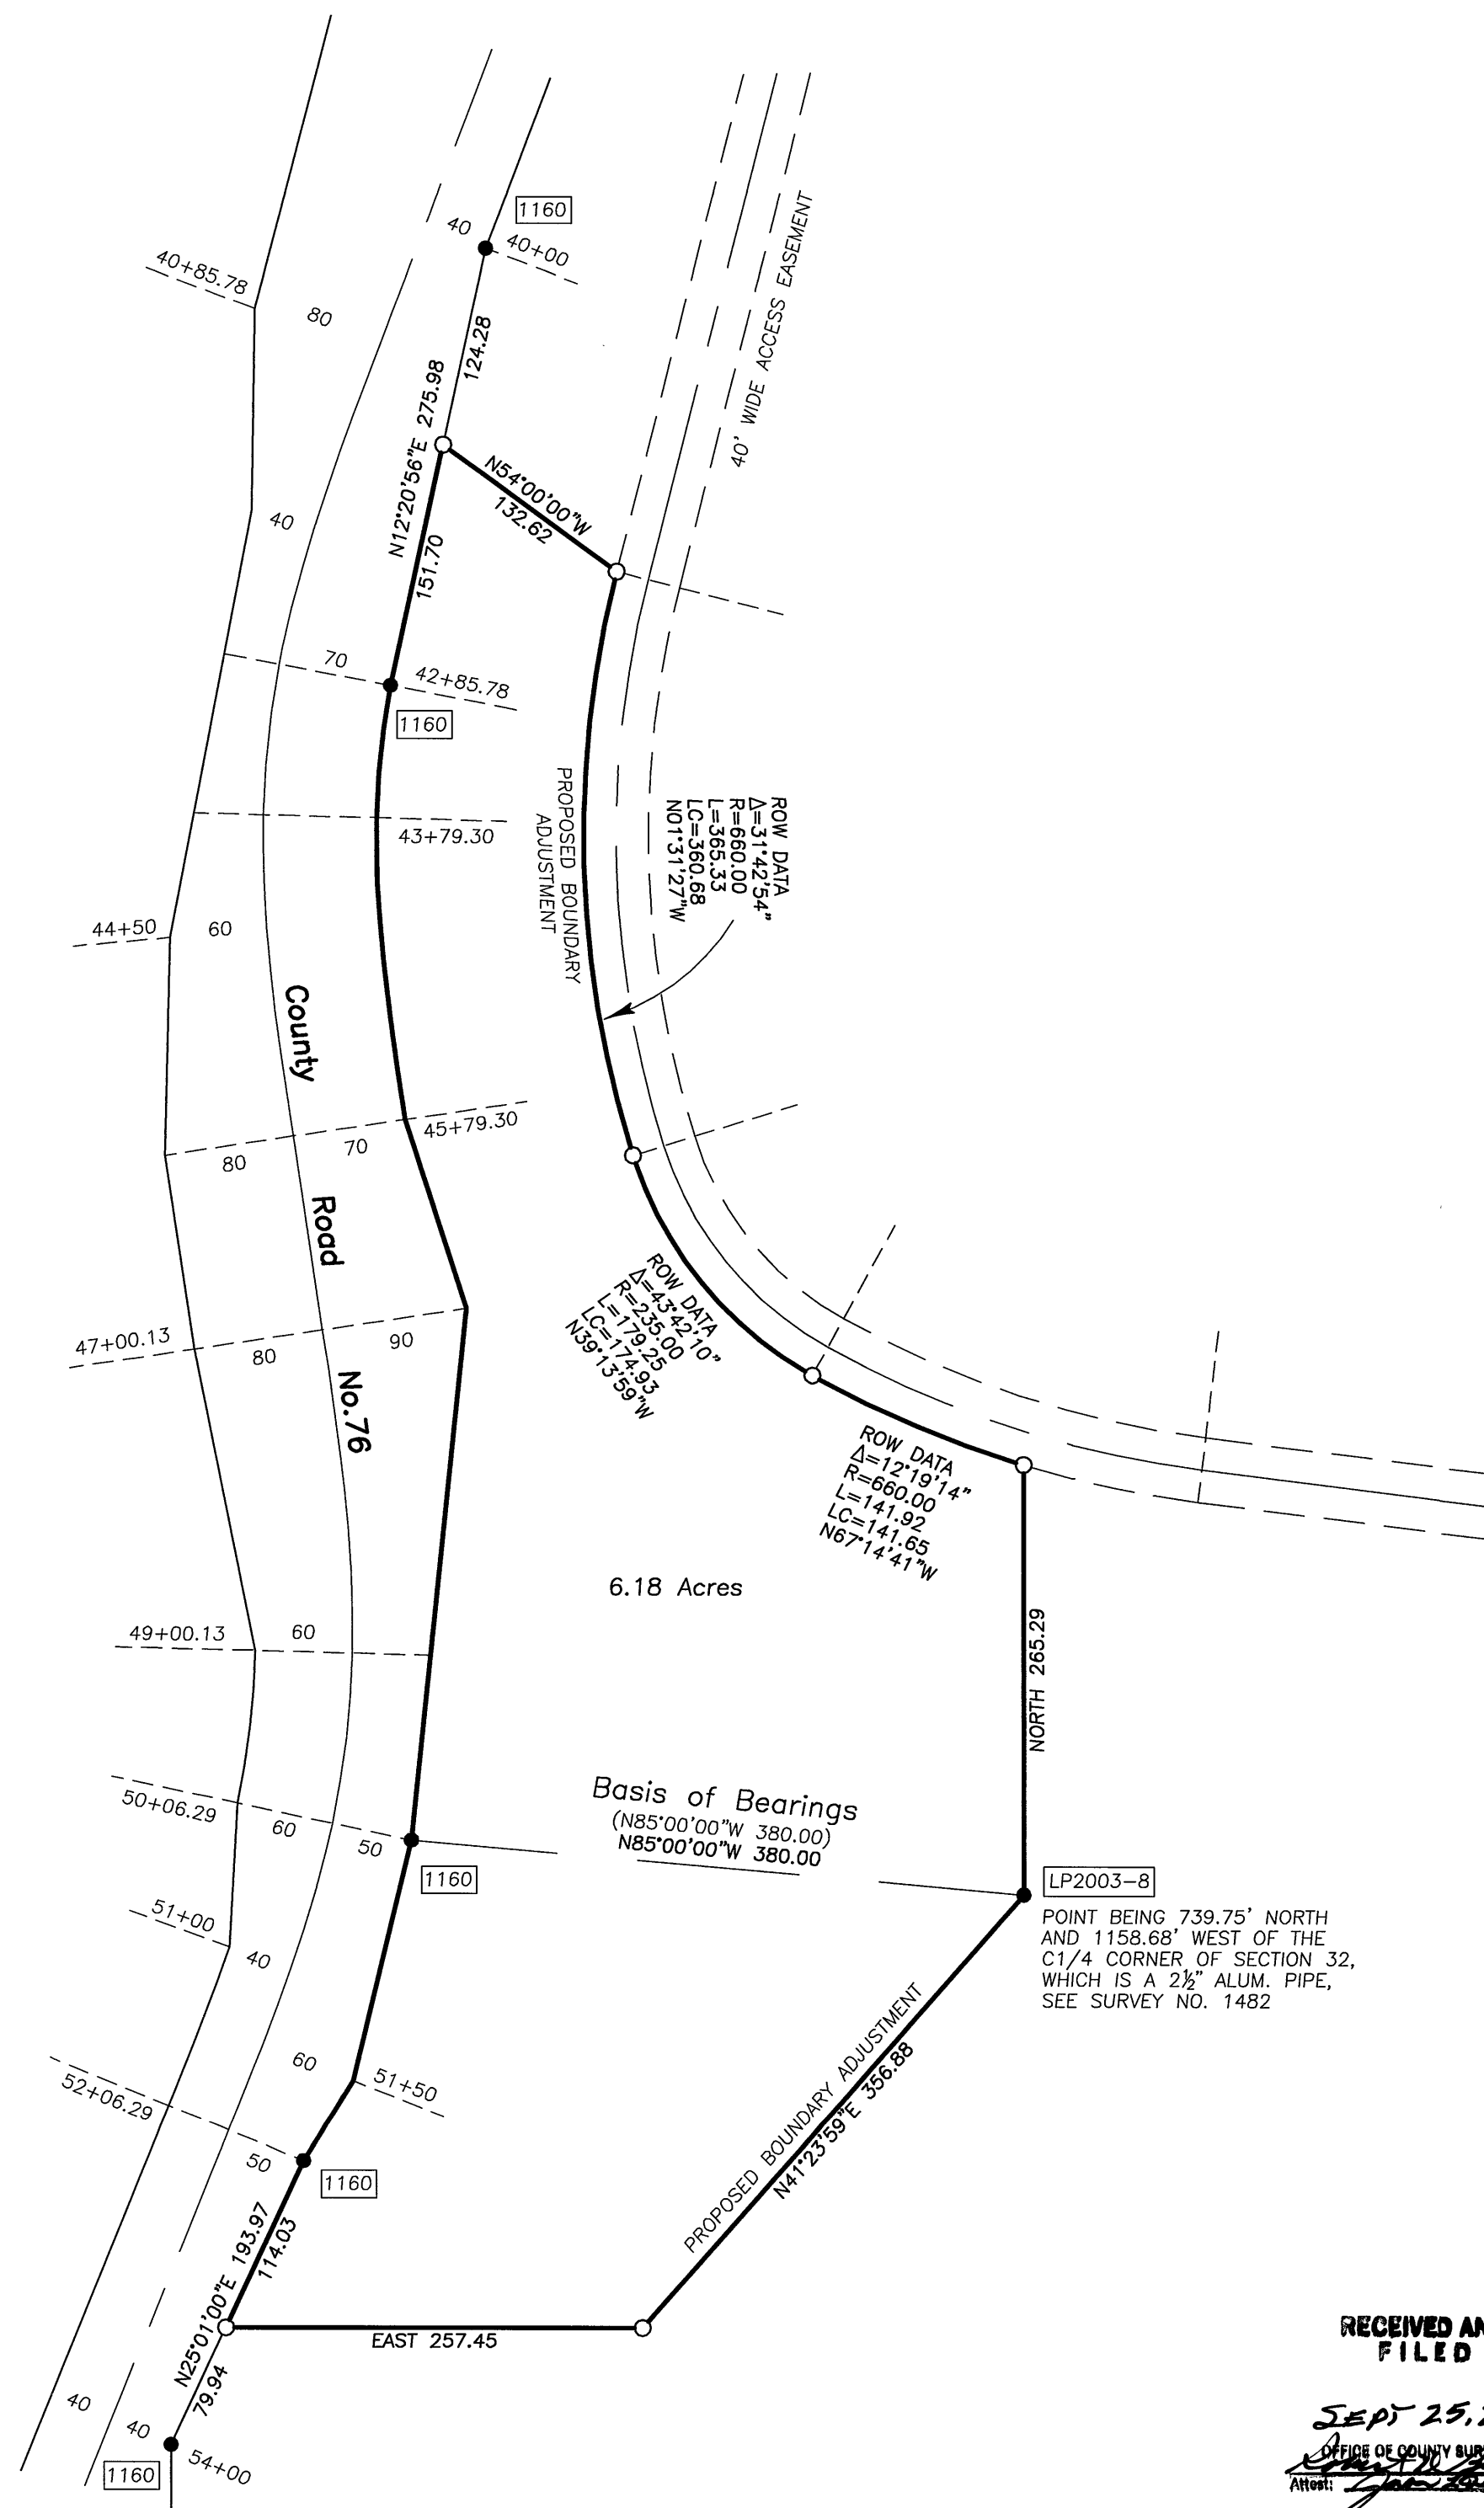 1160
40
40+00
40+85.78
80
124.28
40' WIDE ACCESS EASEMENT
N12°20'56"E 275.98
N54°00'00"W
132.62
40
151.70
70
42+85.78
1160
PROPOSED BOUNDARY
ADJUSTMENT
ROW DATA
Δ=31°42'54"
R=660.00
L=365.33
LC=360.68
N01°31'27"W
43+79.30
44+50
60
County
Road
No.76
45+79.30
70
80
ROW DATA
Δ=43°42'10"
R=235.00
L=179.25
LC=174.93
N39°13'59"W
47+00.13
90
80
ROW DATA
Δ=12°19'14"
R=660.00
L=141.92
LC=141.65
N67°14'41"W
6.18 Acres
49+00.13
60
NORTH 265.29
50+06.29
60
50
Basis of Bearings
(N85°00'00"W 380.00)
N85°00'00"W 380.00
1160
LP2003-8
POINT BEING 739.75' NORTH
AND 1158.68' WEST OF THE
C1/4 CORNER OF SECTION 32,
WHICH IS A 2½" ALUM. PIPE,
SEE SURVEY NO. 1482
51+00
40
60
51+50
52+06.29
50
1160
PROPOSED BOUNDARY ADJUSTMENT
N41°23'59"E 356.88
N25°01'00"E 193.97
114.03
EAST 257.45
79.94
40
40
54+00
1160
RECEIVED AN
FILED
SEPT 25,
OFFICE OF COUNTY SUR
Attest: